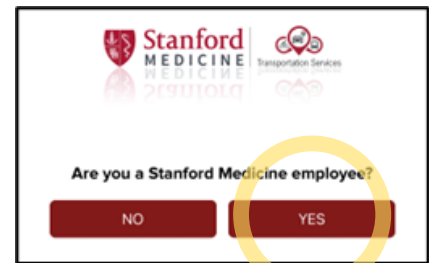 Stanford
MEDICINE
Transportation Services
Are you a Stanford Medicine employee?
NO
YES